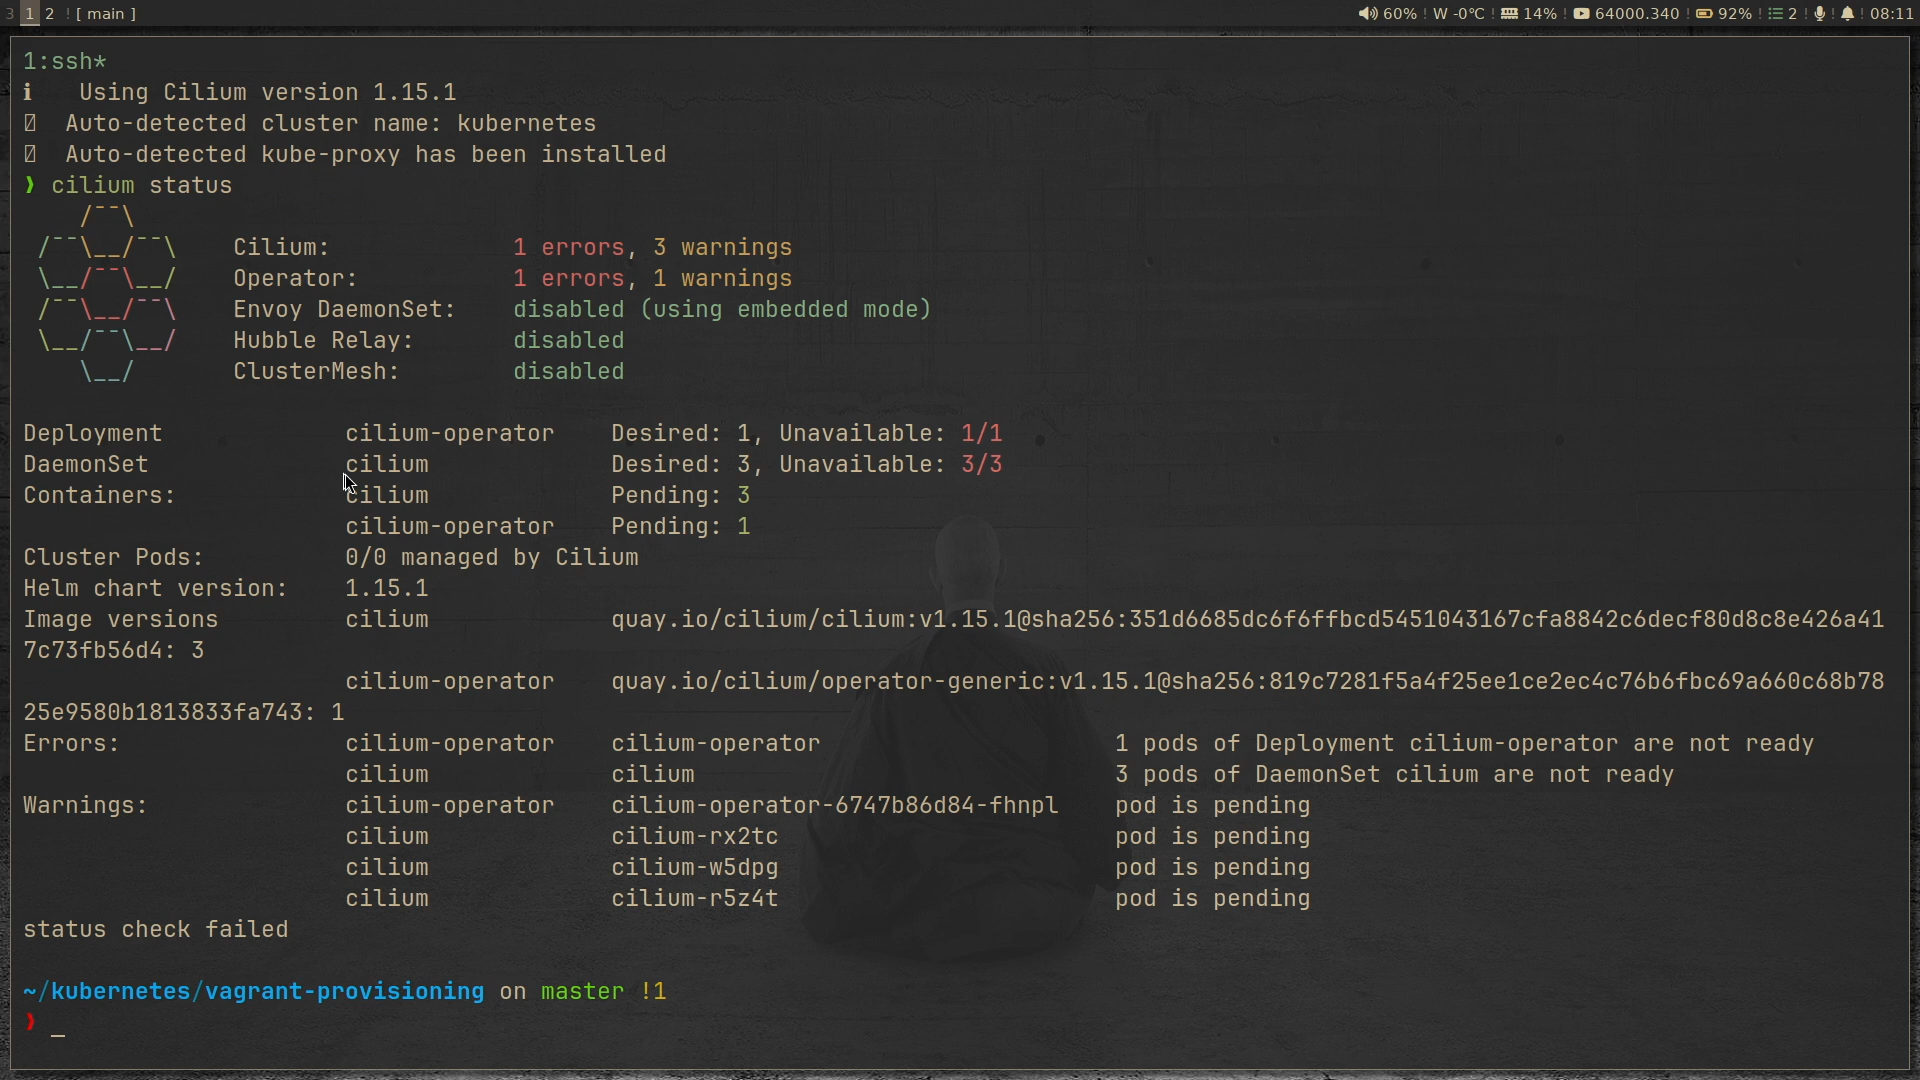 3 1 2 ! [ main ] 60% ! W -0°C ! 14% ! 64000.340 ! 92% ! 2 ! ! ! 08:11
1:ssh*
ℹ Using Cilium version 1.15.1
Auto-detected cluster name: kubernetes
Auto-detected kube-proxy has been installed
❱ cilium status
/¯¯\
/¯¯\__/¯¯\ Cilium: 1 errors, 3 warnings
\__/¯¯\__/ Operator: 1 errors, 1 warnings
/¯¯\__/¯¯\ Envoy DaemonSet: disabled (using embedded mode)
\__/¯¯\__/ Hubble Relay: disabled
\__/ ClusterMesh: disabled
Deployment cilium-operator Desired: 1, Unavailable: 1/1
DaemonSet cilium Desired: 3, Unavailable: 3/3
Containers: cilium Pending: 3
cilium-operator Pending: 1
Cluster Pods: 0/0 managed by Cilium
Helm chart version: 1.15.1
Image versions cilium quay.io/cilium/cilium:v1.15.1@sha256:351d6685dc6f6ffbcd5451043167cfa8842c6decf80d8c8e426a41
7c73fb56d4: 3
cilium-operator quay.io/cilium/operator-generic:v1.15.1@sha256:819c7281f5a4f25ee1ce2ec4c76b6fbc69a660c68b78
25e9580b1813833fa743: 1
Errors: cilium-operator cilium-operator 1 pods of Deployment cilium-operator are not ready
cilium cilium 3 pods of DaemonSet cilium are not ready
Warnings: cilium-operator cilium-operator-6747b86d84-fhnpl pod is pending
cilium cilium-rx2tc pod is pending
cilium cilium-w5dpg pod is pending
cilium cilium-r5z4t pod is pending
status check failed
~/kubernetes/vagrant-provisioning on master !1
❱ _